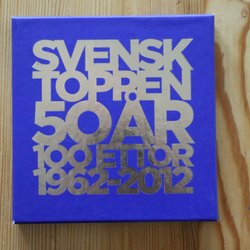 SVENSK
TOPPEN
50 ÅR
100 ETTOR
1962-2012